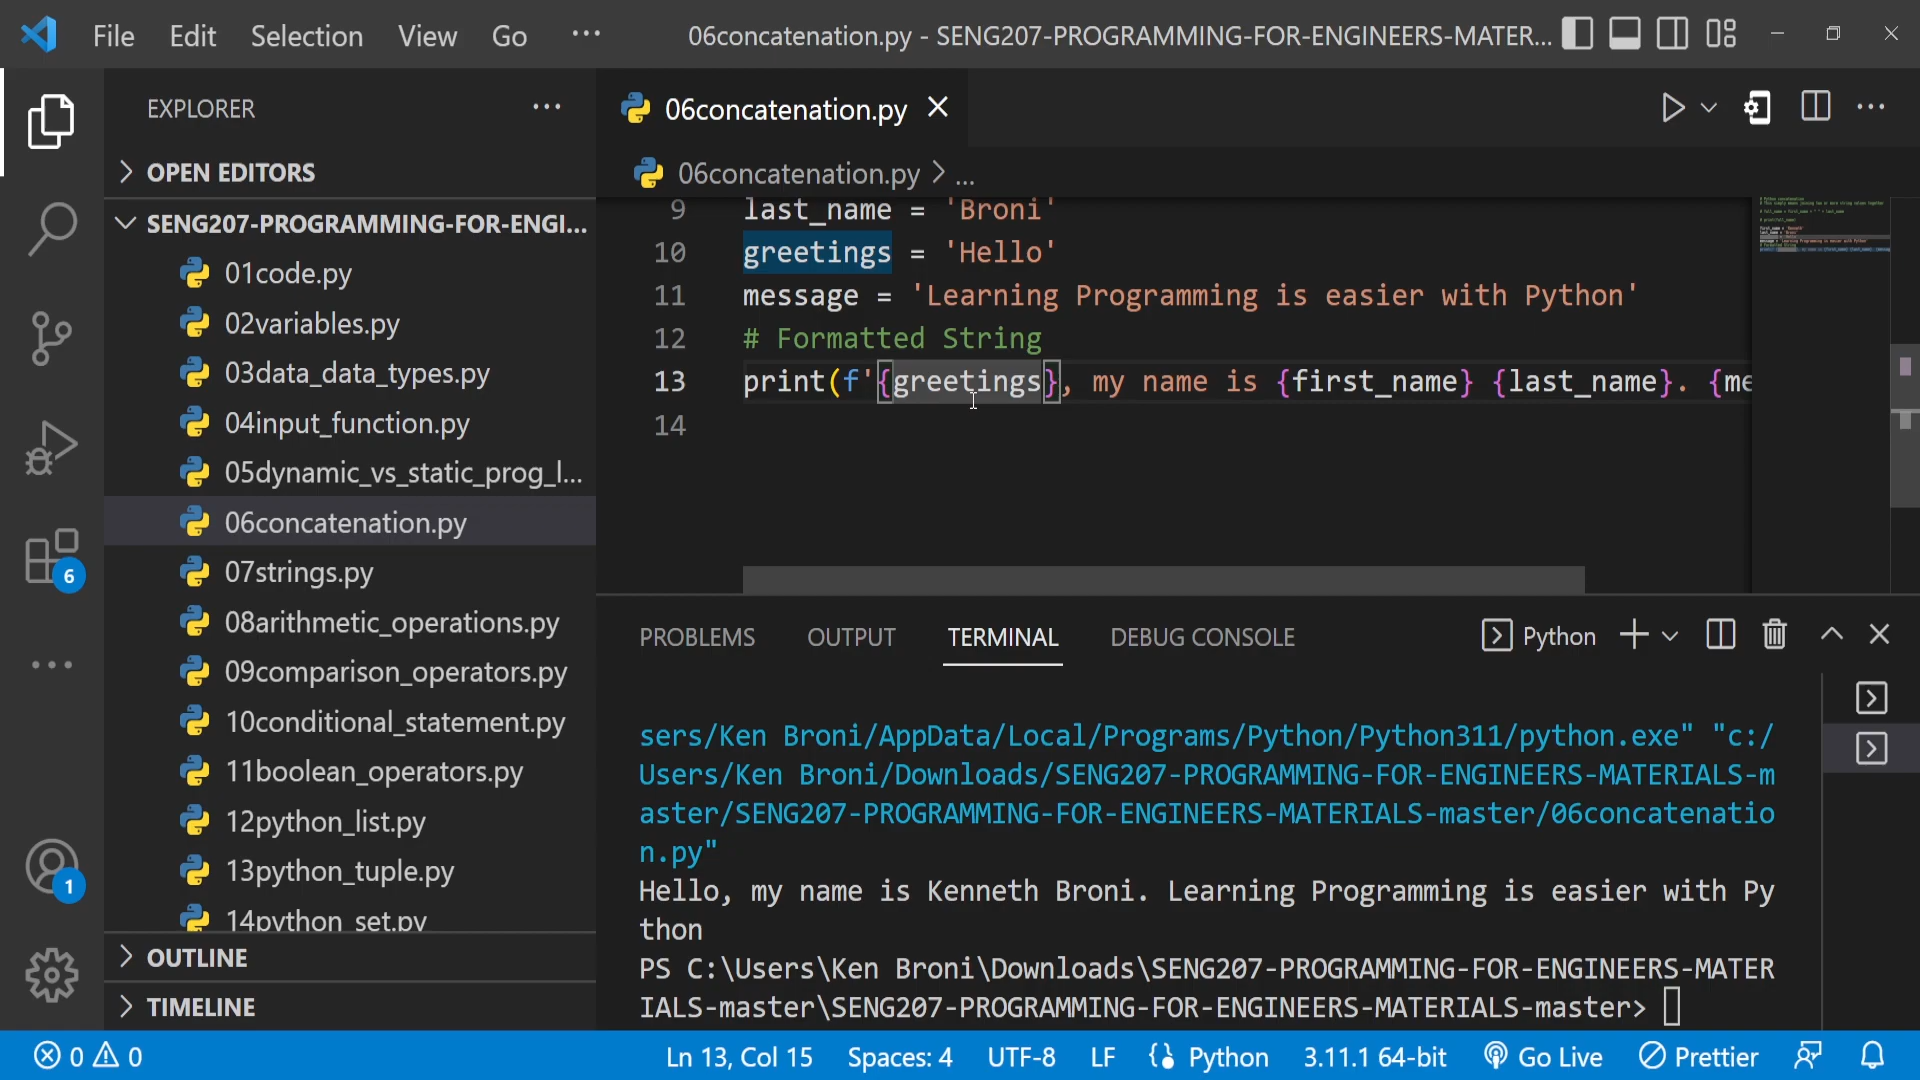 File Edit Selection View Go ... 06concatenation.py - SENG207-PROGRAMMING-FOR-ENGINEERS-MATER...
EXPLORER ...
OPEN EDITORS
SENG207-PROGRAMMING-FOR-ENGI...
01code.py
02variables.py
03data_data_types.py
04input_function.py
05dynamic_vs_static_prog_l...
06concatenation.py
07strings.py
08arithmetic_operations.py
09comparison_operators.py
10conditional_statement.py
11boolean_operators.py
12python_list.py
13python_tuple.py
14python_set.py
OUTLINE
TIMELINE
6
1
06concatenation.py
06concatenation.py > ...
9 last_name = 'Broni'
10 greetings = 'Hello'
11 message = 'Learning Programming is easier with Python'
12 # Formatted String
13 print(f'{greetings}, my name is {first_name} {last_name}. {me
14
PROBLEMS OUTPUT TERMINAL DEBUG CONSOLE Python
sers/Ken Broni/AppData/Local/Programs/Python/Python311/python.exe" "c:/
Users/Ken Broni/Downloads/SENG207-PROGRAMMING-FOR-ENGINEERS-MATERIALS-m
aster/SENG207-PROGRAMMING-FOR-ENGINEERS-MATERIALS-master/06concatenatio
n.py"
Hello, my name is Kenneth Broni. Learning Programming is easier with Py
thon
PS C:\Users\Ken Broni\Downloads\SENG207-PROGRAMMING-FOR-ENGINEERS-MATER
IALS-master\SENG207-PROGRAMMING-FOR-ENGINEERS-MATERIALS-master>
0 0 Ln 13, Col 15 Spaces: 4 UTF-8 LF Python 3.11.1 64-bit Go Live Prettier